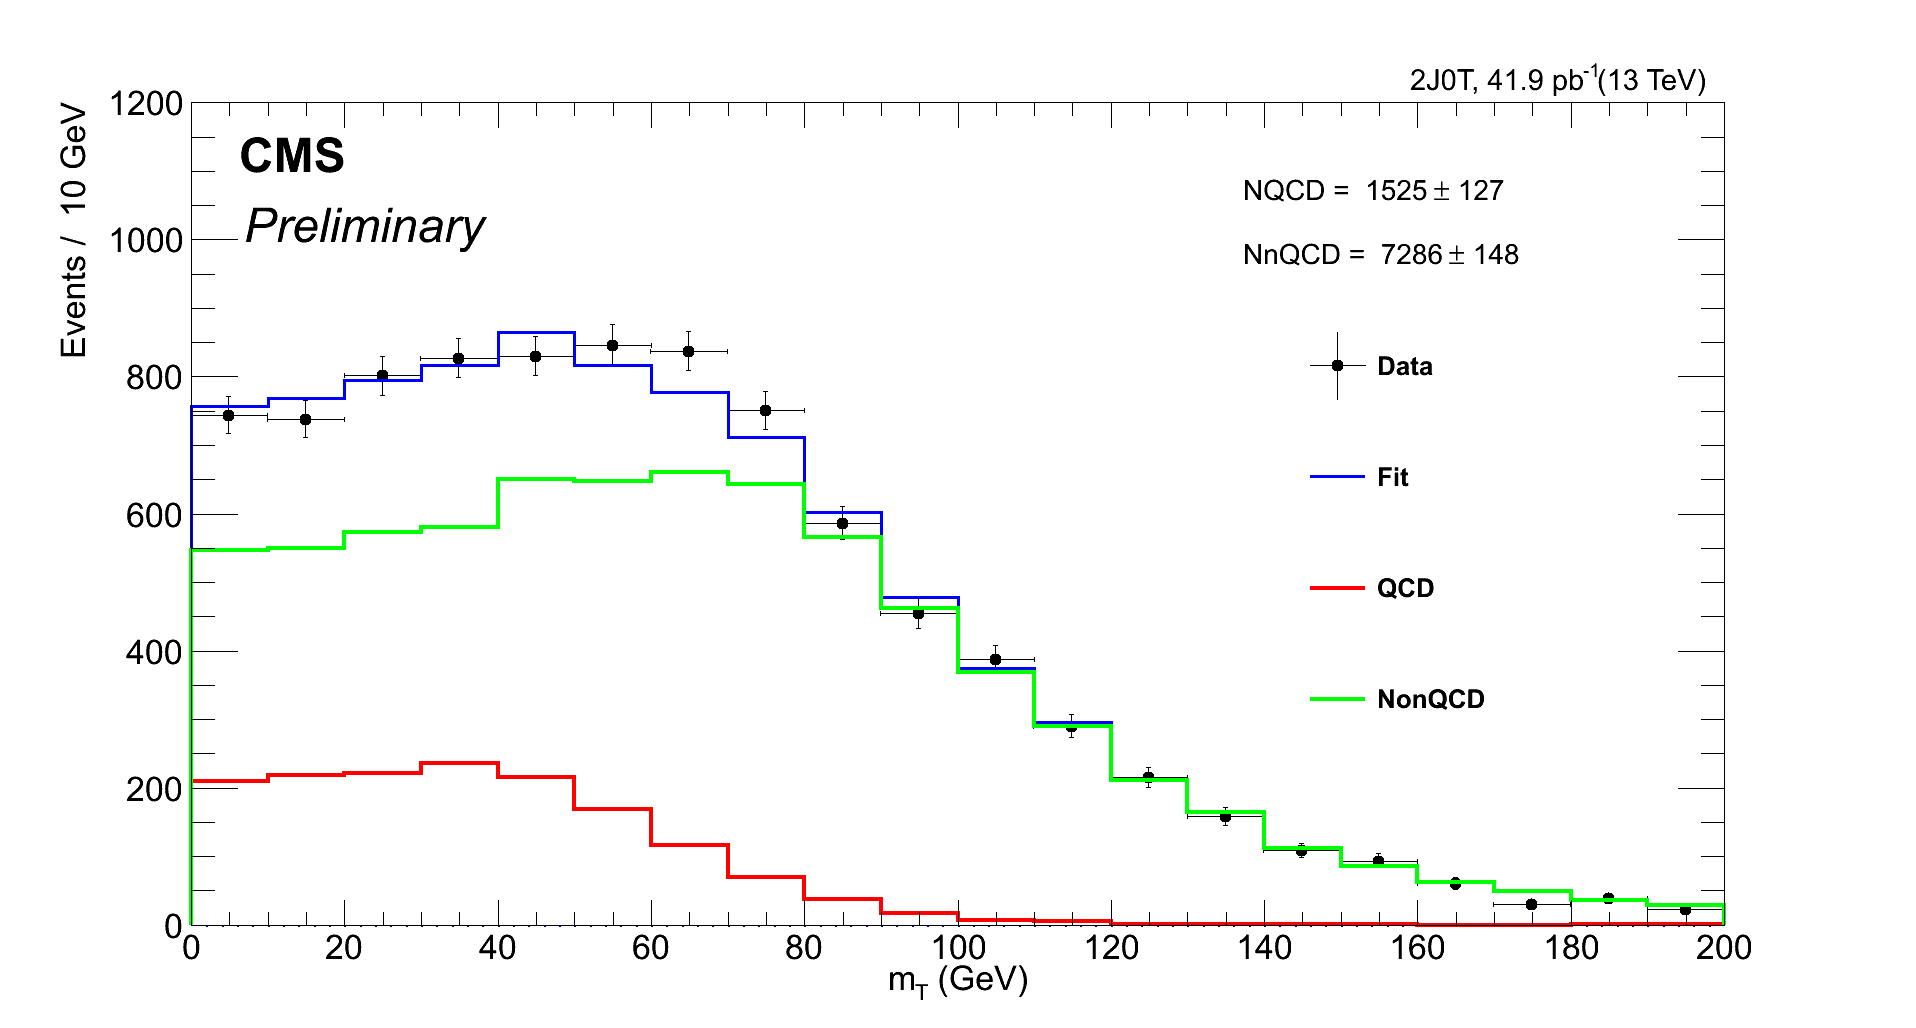 2J0T, 41.9 pb⁻¹(13 TeV)
Events / 10 GeV
1200
1000
800
600
400
200
0
CMS
Preliminary
NQCD = 1525 ± 127
NnQCD = 7286 ± 148
Data
Fit
QCD
NonQCD
0 20 40 60 80 100 120 140 160 180 200
m_T (GeV)